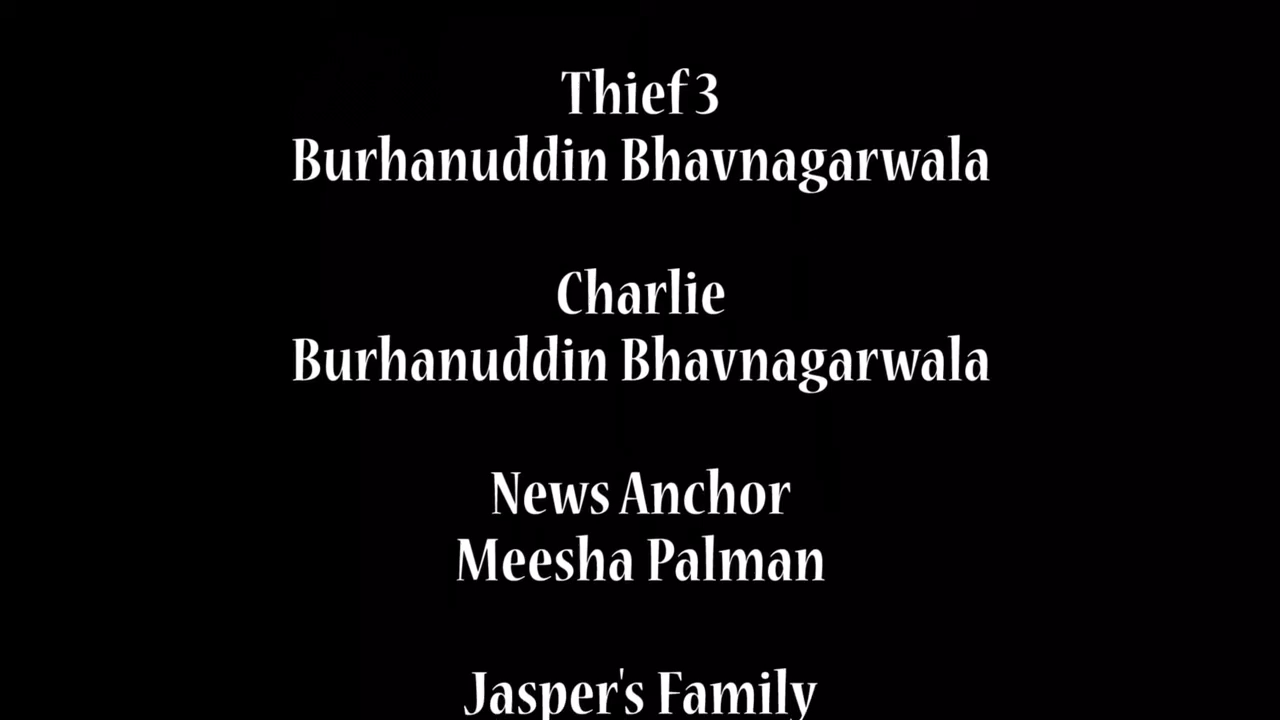 Thief 3
Burhanuddin Bhavnagarwala
Charlie
Burhanuddin Bhavnagarwala
News Anchor
Meesha Palman
Jasper's Family